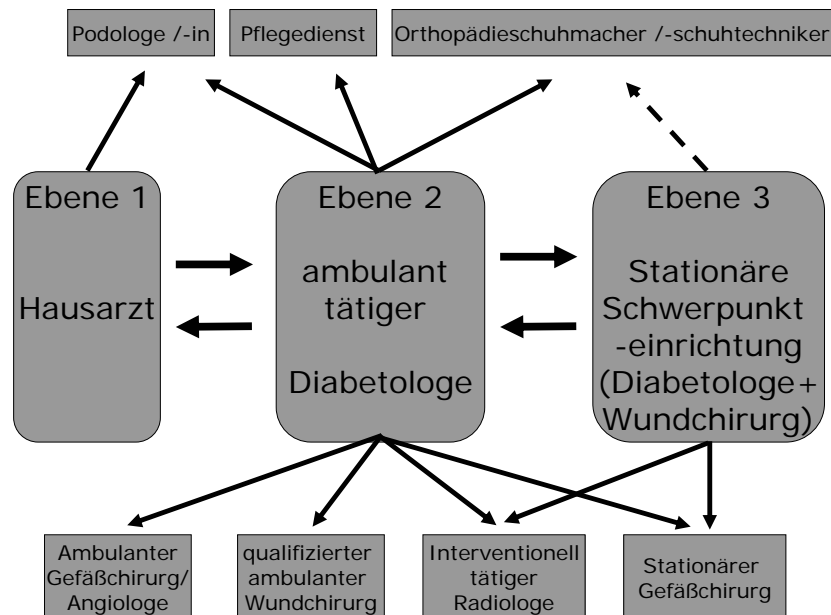 Podologe /-in
Pflegedienst
Orthopädieschuhmacher /-schuhtechniker
Ebene 1
Hausarzt
Ebene 2
ambulant
tätiger
Diabetologe
Ebene 3
Stationäre
Schwerpunkt
-einrichtung
(Diabetologe+
Wundchirurg)
Ambulanter
Gefäßchirurg/
Angiologe
qualifizierter
ambulanter
Wundchirurg
Interventionell
tätiger
Radiologe
Stationärer
Gefäßchirurg